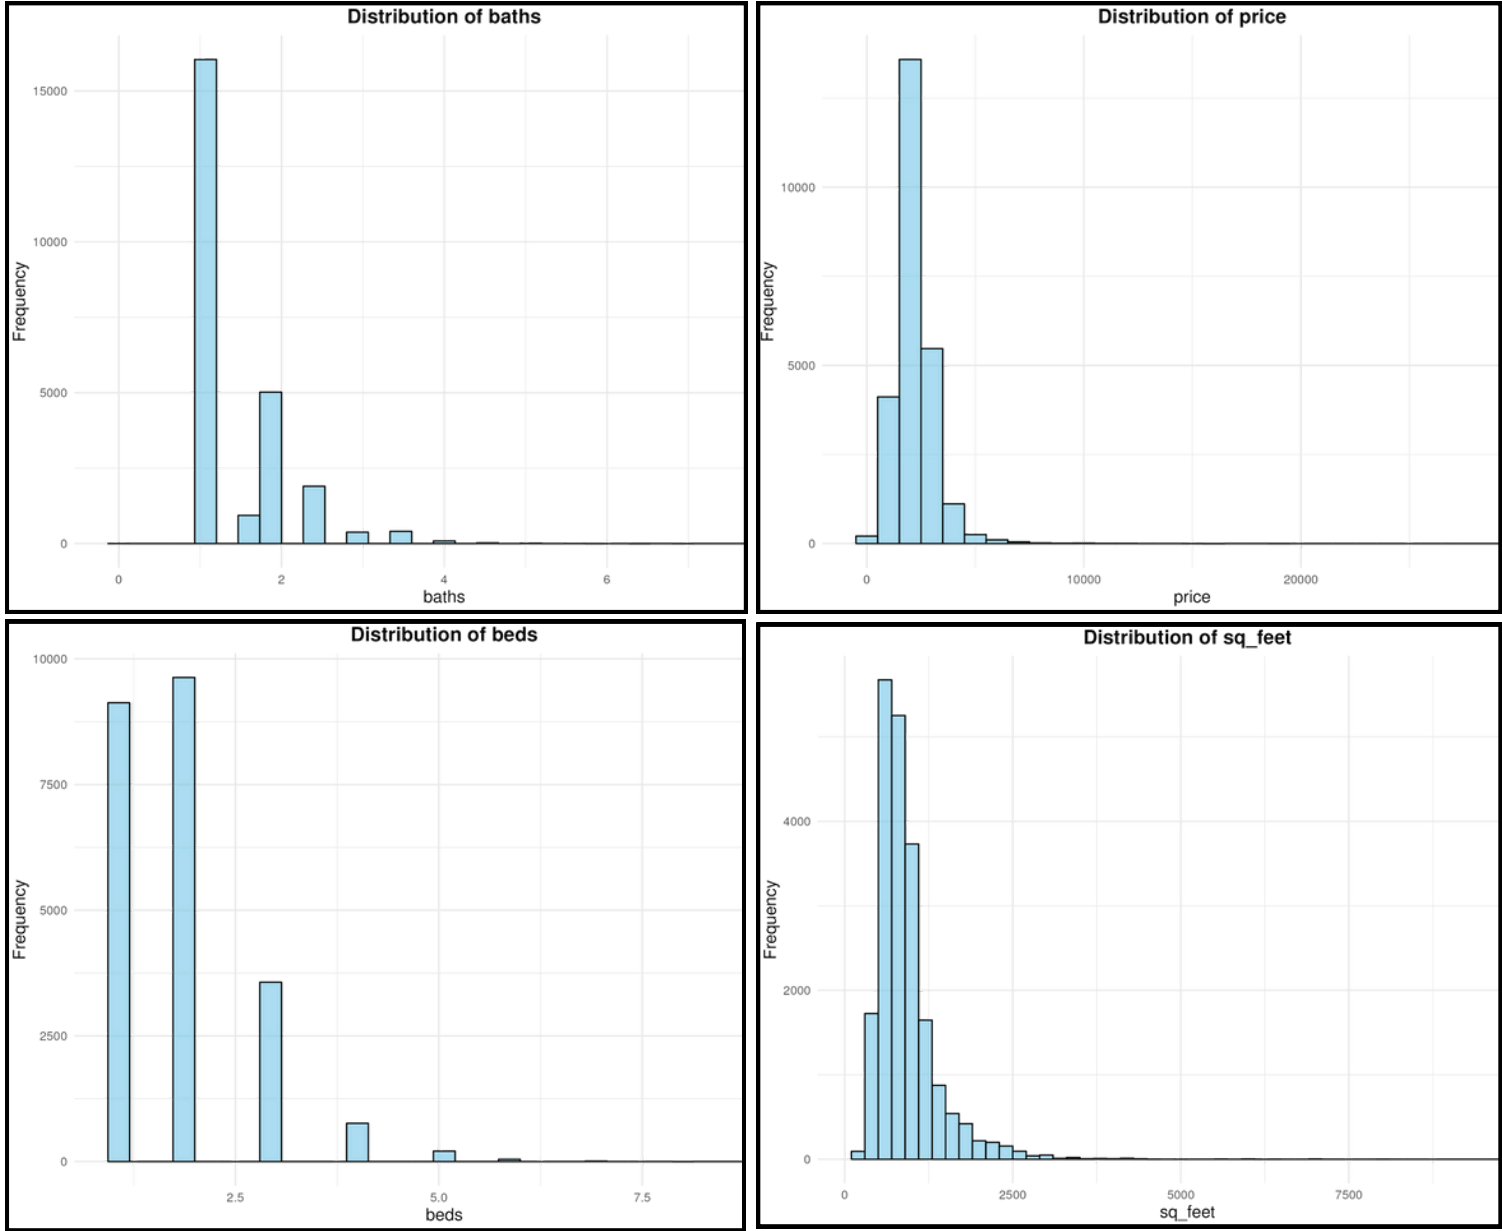 Distribution of baths
15000
10000
5000
0
Frequency
0 2 4 6
baths
Distribution of price
10000
5000
0
Frequency
0 10000 20000
price
Distribution of beds
10000
7500
5000
2500
0
Frequency
2.5 5.0 7.5
beds
Distribution of sq_feet
4000
2000
0
Frequency
0 2500 5000 7500
sq_feet